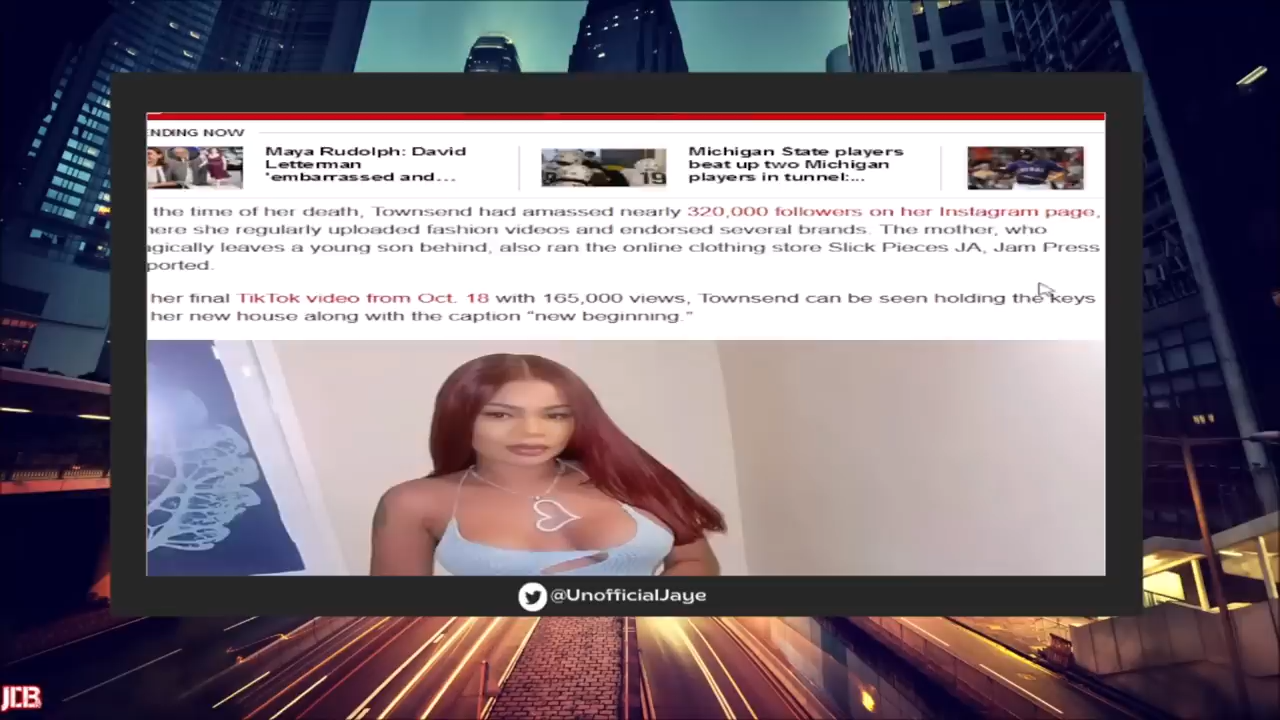 ENDING NOW
Maya Rudolph: David
Letterman
'embarrassed and...
Michigan State players
beat up two Michigan
players in tunnel:...
19
the time of her death, Townsend had amassed nearly 320,000 followers on her Instagram page,
here she regularly uploaded fashion videos and endorsed several brands. The mother, who
agically leaves a young son behind, also ran the online clothing store Slick Pieces JA, Jam Press
ported.
her final TikTok video from Oct. 18 with 165,000 views, Townsend can be seen holding the keys
her new house along with the caption “new beginning.”
@UnofficialJaye
JCB